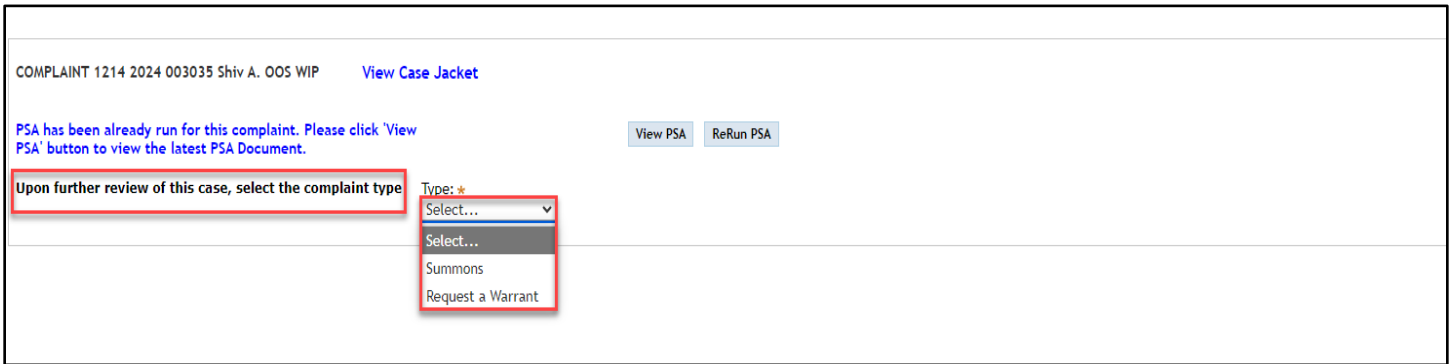 COMPLAINT 1214 2024 003035 Shiv A. OOS WIP View Case Jacket
PSA has been already run for this complaint. Please click 'View
PSA' button to view the latest PSA Document.
View PSA ReRun PSA
Upon further review of this case, select the complaint type
Type: *
Select...
Select...
Summons
Request a Warrant